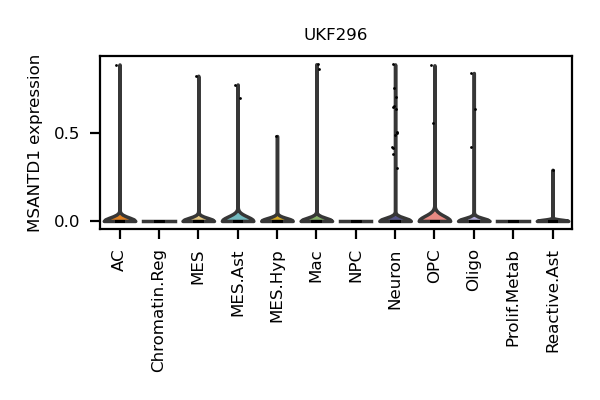 UKF296
MSANTD1 expression
0.5
0.0
AC
Chromatin.Reg
MES
MES.Ast
MES.Hyp
Mac
NPC
Neuron
OPC
Oligo
Prolif.Metab
Reactive.Ast